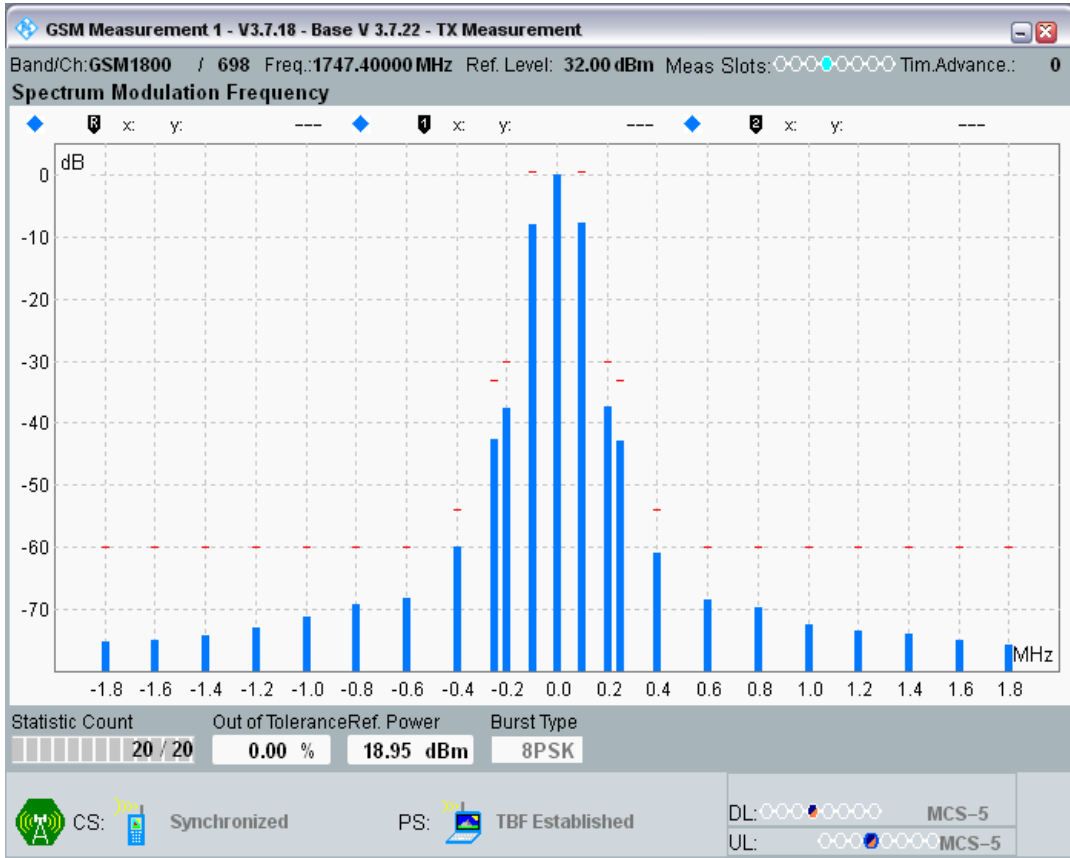 GSM Measurement 1 - V3.7.18 - Base V 3.7.22 - TX Measurement
Band/Ch:GSM1800 / 698 Freq.:1747.40000 MHz Ref. Level: 32.00 dBm Meas Slots: Tim.Advance.: 0
Spectrum Modulation Frequency
R x: y: --- 1 x: y: --- 2 x: y: ---
dB
0
-10
-20
-30
-40
-50
-60
-70
MHz
-1.8 -1.6 -1.4 -1.2 -1.0 -0.8 -0.6 -0.4 -0.2 0.0 0.2 0.4 0.6 0.8 1.0 1.2 1.4 1.6 1.8
Statistic Count Out of Tolerance Ref. Power Burst Type
20 / 20 0.00 % 18.95 dBm 8PSK
CS: Synchronized PS: TBF Established
DL: MCS-5
UL: MCS-5